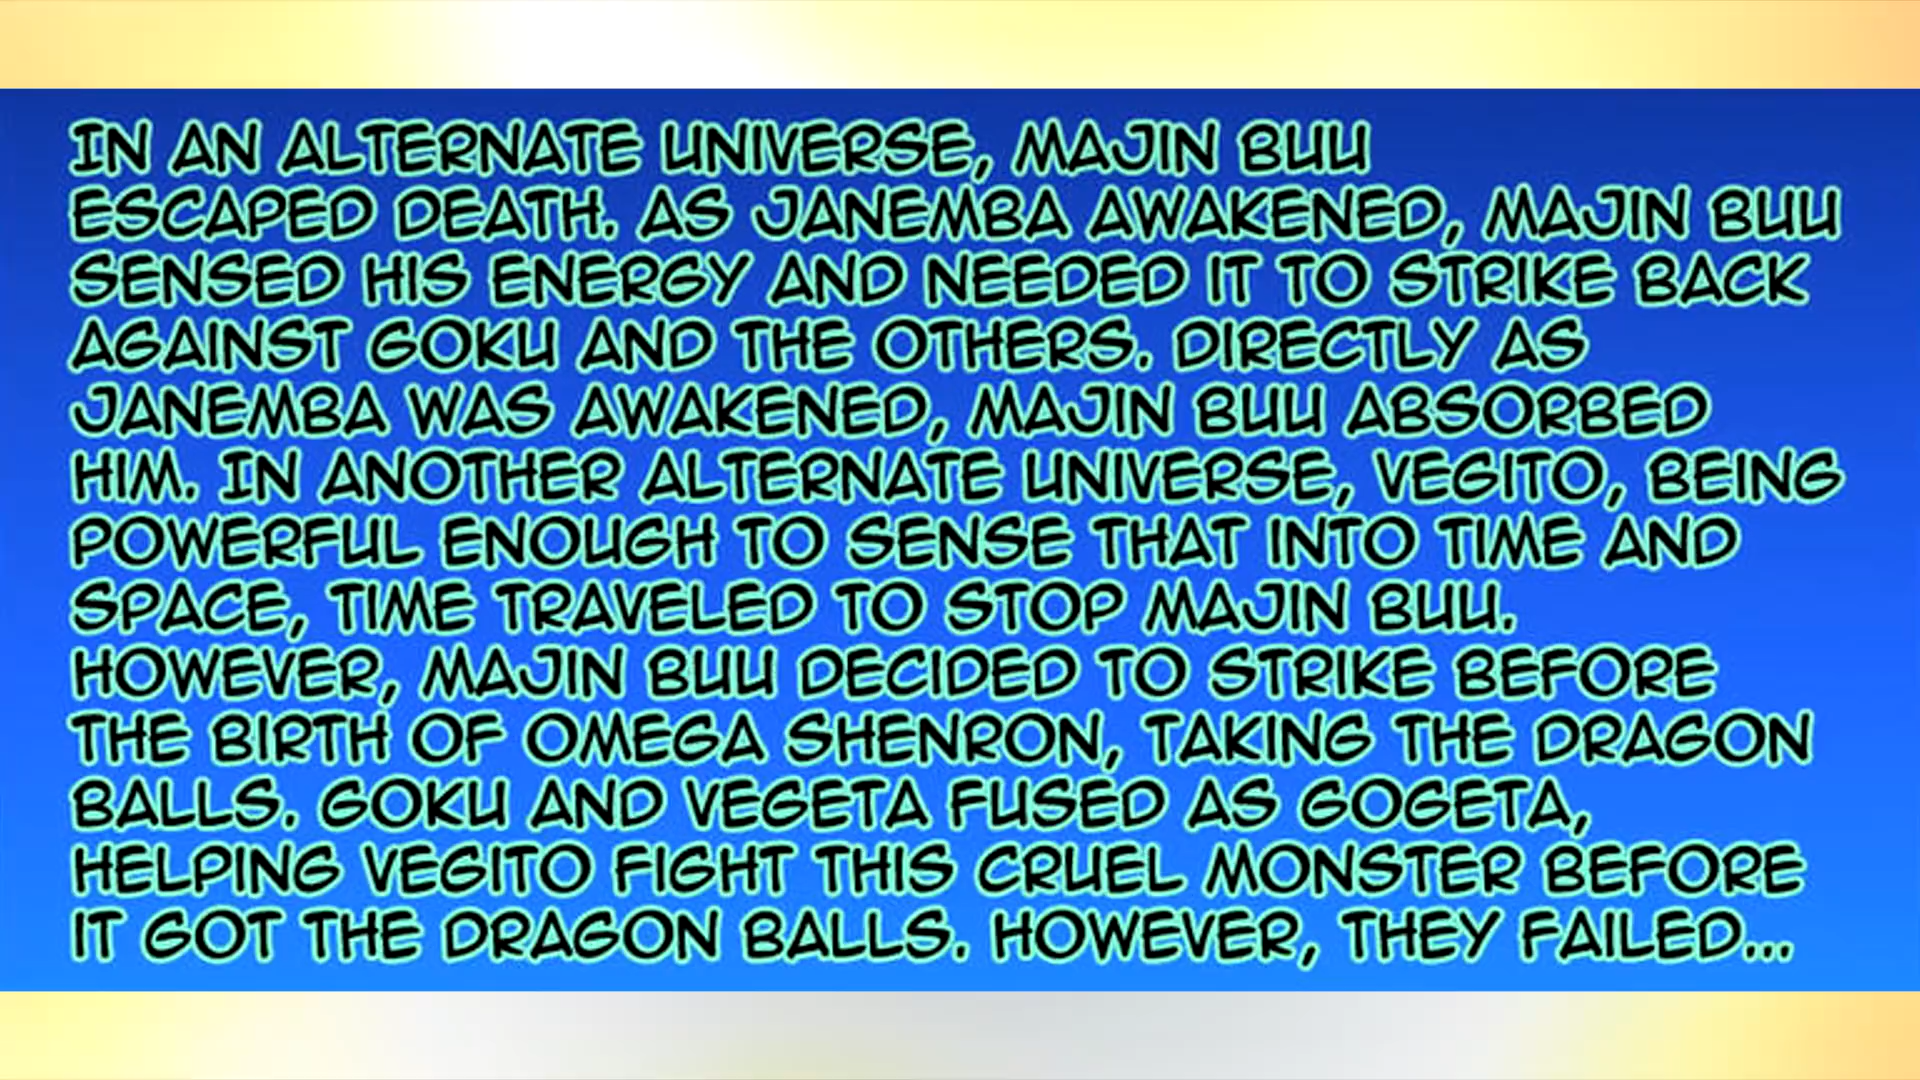 IN AN ALTERNATE UNIVERSE, MAJIN BUU
ESCAPED DEATH. AS JANEMBA AWAKENED, MAJIN BUU
SENSED HIS ENERGY AND NEEDED IT TO STRIKE BACK
AGAINST GOKU AND THE OTHERS. DIRECTLY AS
JANEMBA WAS AWAKENED, MAJIN BUU ABSORBED
HIM. IN ANOTHER ALTERNATE UNIVERSE, VEGITO, BEING
POWERFUL ENOUGH TO SENSE THAT INTO TIME AND
SPACE, TIME TRAVELED TO STOP MAJIN BUU.
HOWEVER, MAJIN BUU DECIDED TO STRIKE BEFORE
THE BIRTH OF OMEGA SHENRON, TAKING THE DRAGON
BALLS. GOKU AND VEGETA FUSED AS GOGETA,
HELPING VEGITO FIGHT THIS CRUEL MONSTER BEFORE
IT GOT THE DRAGON BALLS. HOWEVER, THEY FAILED...